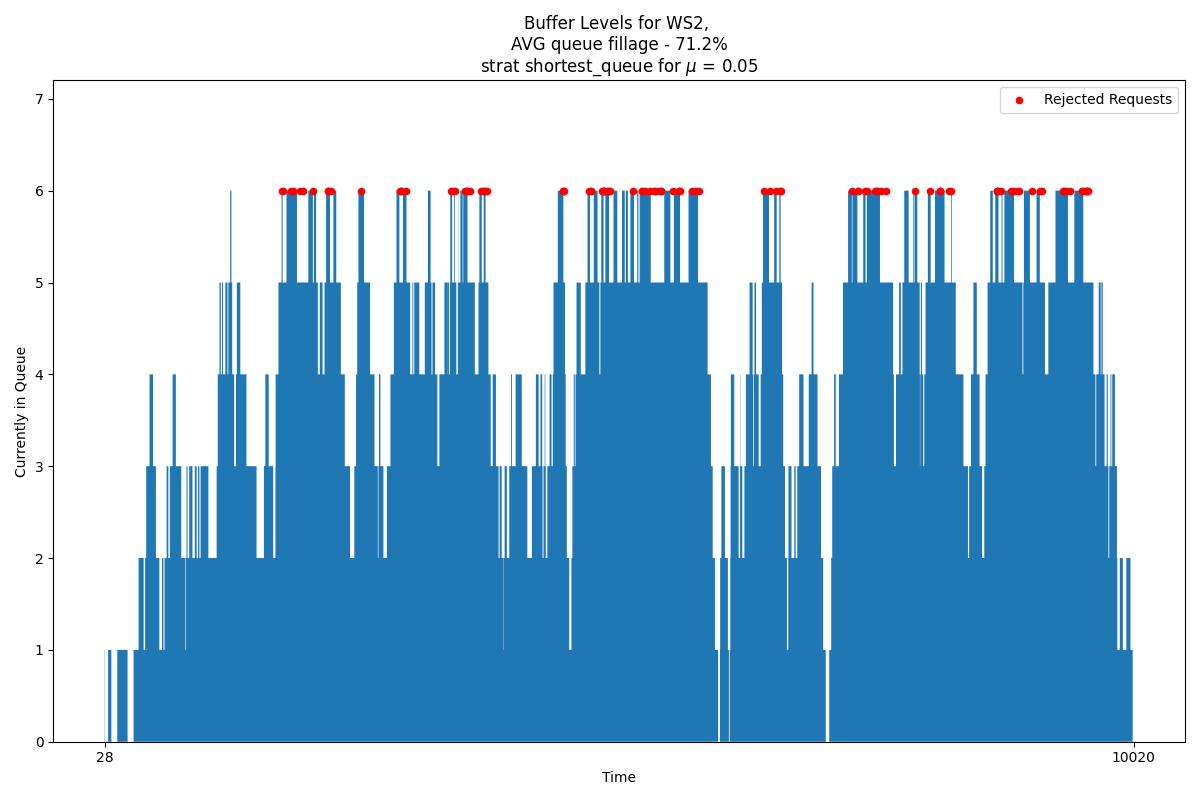 Buffer Levels for WS2,
AVG queue fillage - 71.2%
strat shortest_queue for μ = 0.05
Rejected Requests
Currently in Queue
7
6
5
4
3
2
1
0
28
10020
Time